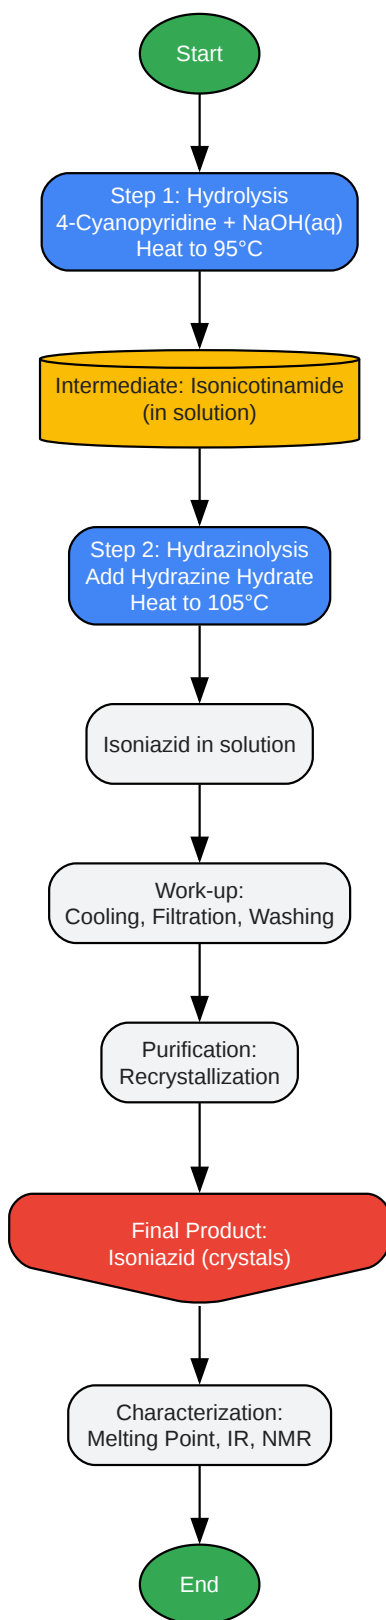 Start
Step 1: Hydrolysis
4-Cyanopyridine + NaOH(aq)
Heat to 95°C
Intermediate: Isonicotinamide
(in solution)
Step 2: Hydrazinolysis
Add Hydrazine Hydrate
Heat to 105°C
Isoniazid in solution
Work-up:
Cooling, Filtration, Washing
Purification:
Recrystallization
Final Product:
Isoniazid (crystals)
Characterization:
Melting Point, IR, NMR
End